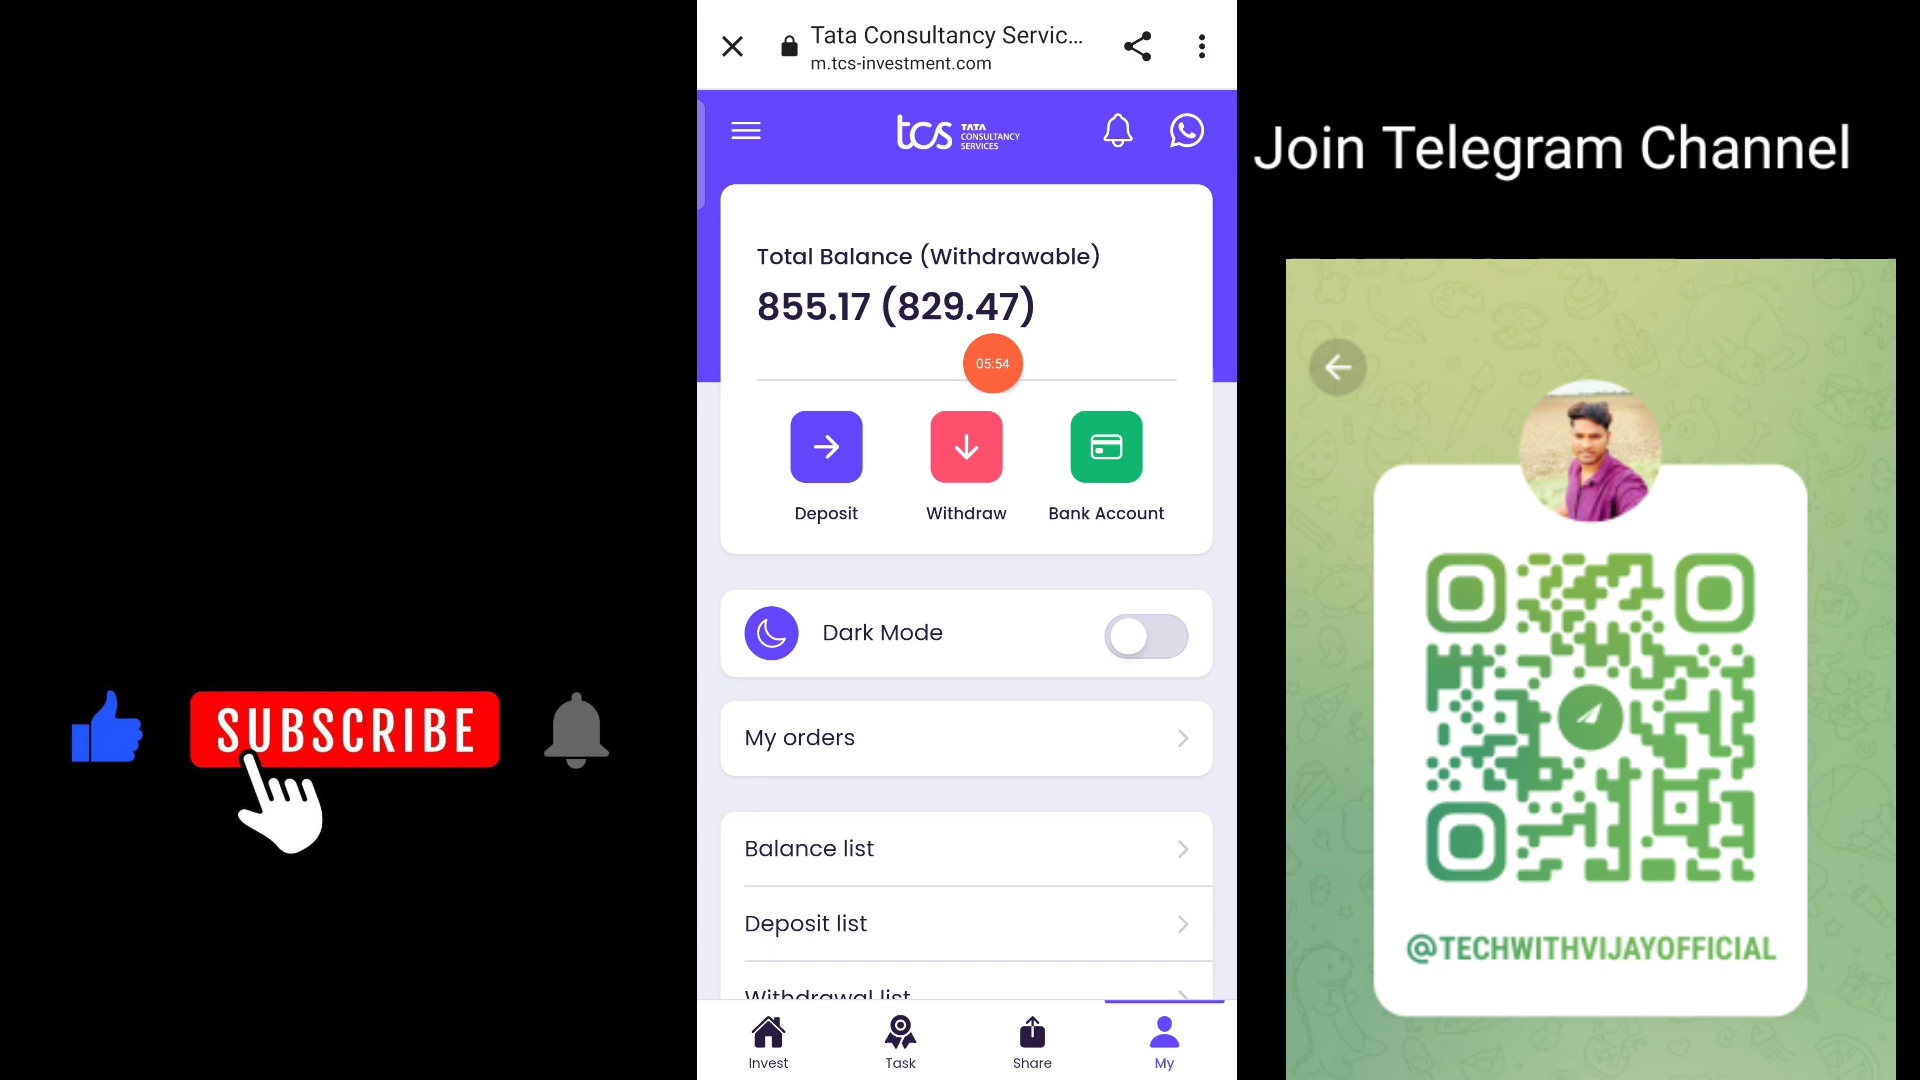 Tata Consultancy Servic...
m.tcs-investment.com
tcs TATA
CONSULTANCY
SERVICES
Join Telegram Channel
Total Balance (Withdrawable)
855.17 (829.47)
05:54
Deposit
Withdraw
Bank Account
Dark Mode
SUBSCRIBE
My orders
Balance list
Deposit list
Withdrawal list
@TECHWITHVIJAYOFFICIAL
Invest
Task
Share
My